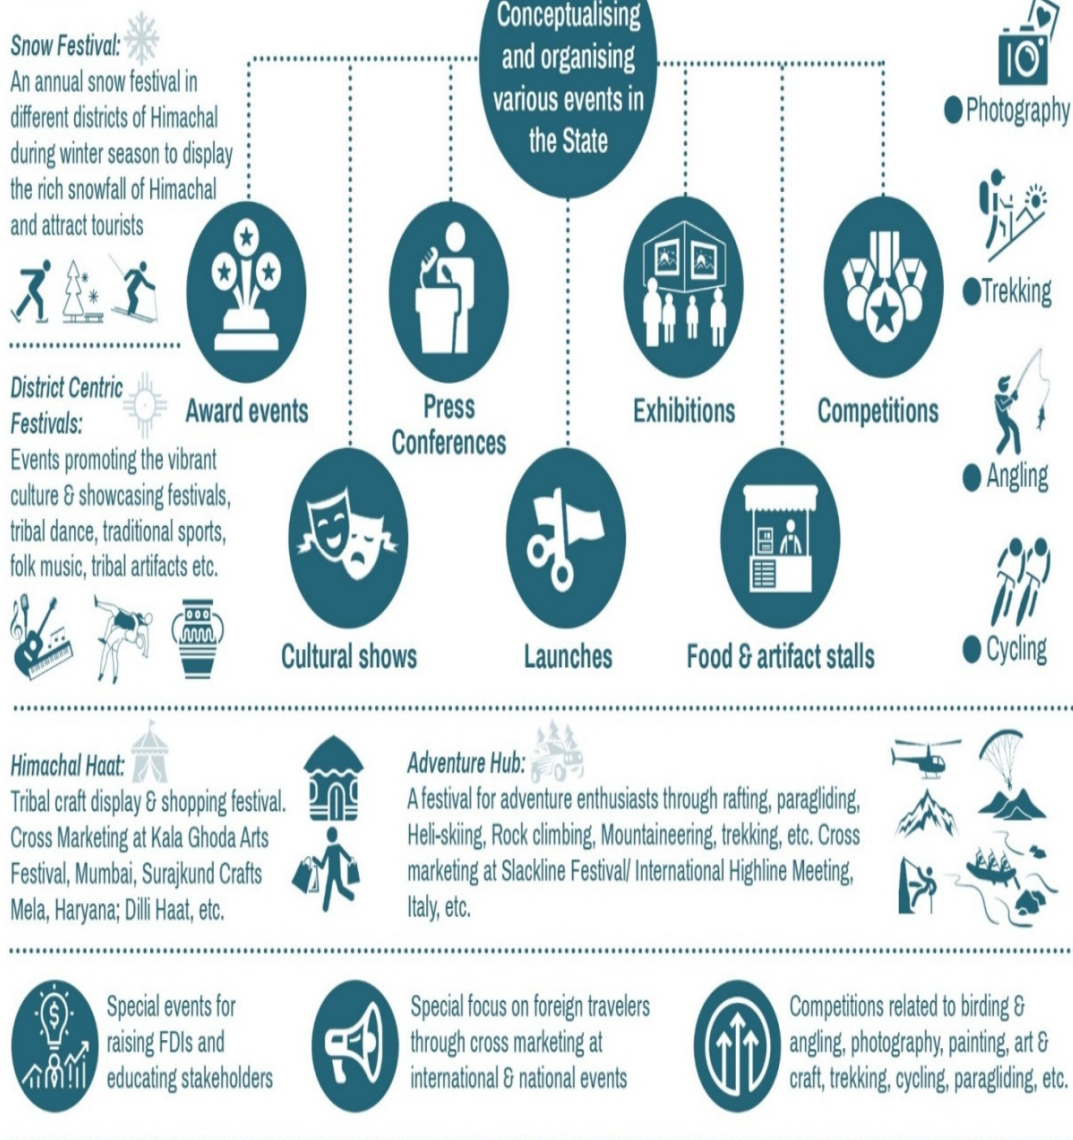 Conceptualising
and organising
various events in
the State
Snow Festival:
An annual snow festival in
different districts of Himachal
during winter season to display
the rich snowfall of Himachal
and attract tourists
District Centric
Festivals:
Events promoting the vibrant
culture & showcasing festivals,
tribal dance, traditional sports,
folk music, tribal artifacts etc.
Award events
Press
Conferences
Exhibitions
Competitions
Cultural shows
Launches
Food & artifact stalls
Photography
Trekking
Angling
Cycling
Himachal Haat:
Tribal craft display & shopping festival.
Cross Marketing at Kala Ghoda Arts
Festival, Mumbai, Surajkund Crafts
Mela, Haryana; Dilli Haat, etc.
Adventure Hub:
A festival for adventure enthusiasts through rafting, paragliding,
Heli-skiing, Rock climbing, Mountaineering, trekking, etc. Cross
marketing at Slackline Festival/ International Highline Meeting,
Italy, etc.
Special events for
raising FDIs and
educating stakeholders
Special focus on foreign travelers
through cross marketing at
international & national events
Competitions related to birding &
angling, photography, painting, art &
craft, trekking, cycling, paragliding, etc.